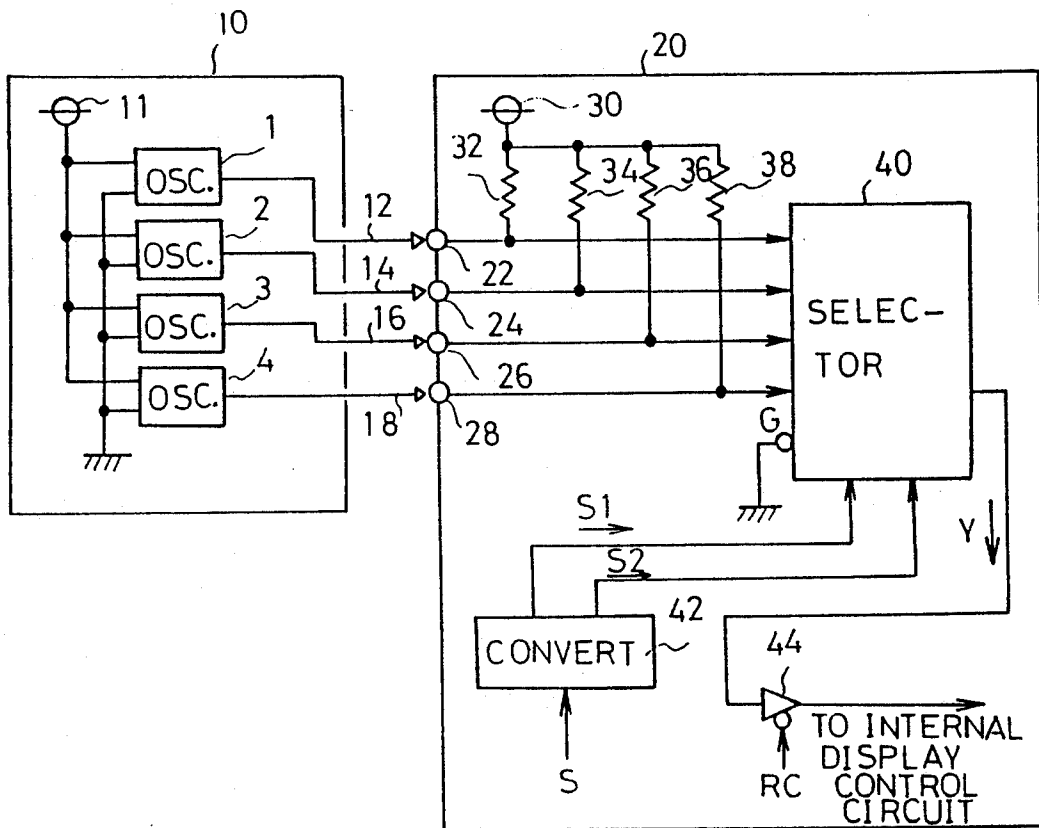 10
20
11
30
1
OSC.
2
OSC.
3
OSC.
4
OSC.
12
14
16
18
22
24
26
28
32
34
36
38
40
SELEC-
TOR
G
S1
S2
Y
42
CONVERT
S
44
RC
TO INTERNAL
DISPLAY
CONTROL
CIRCUIT